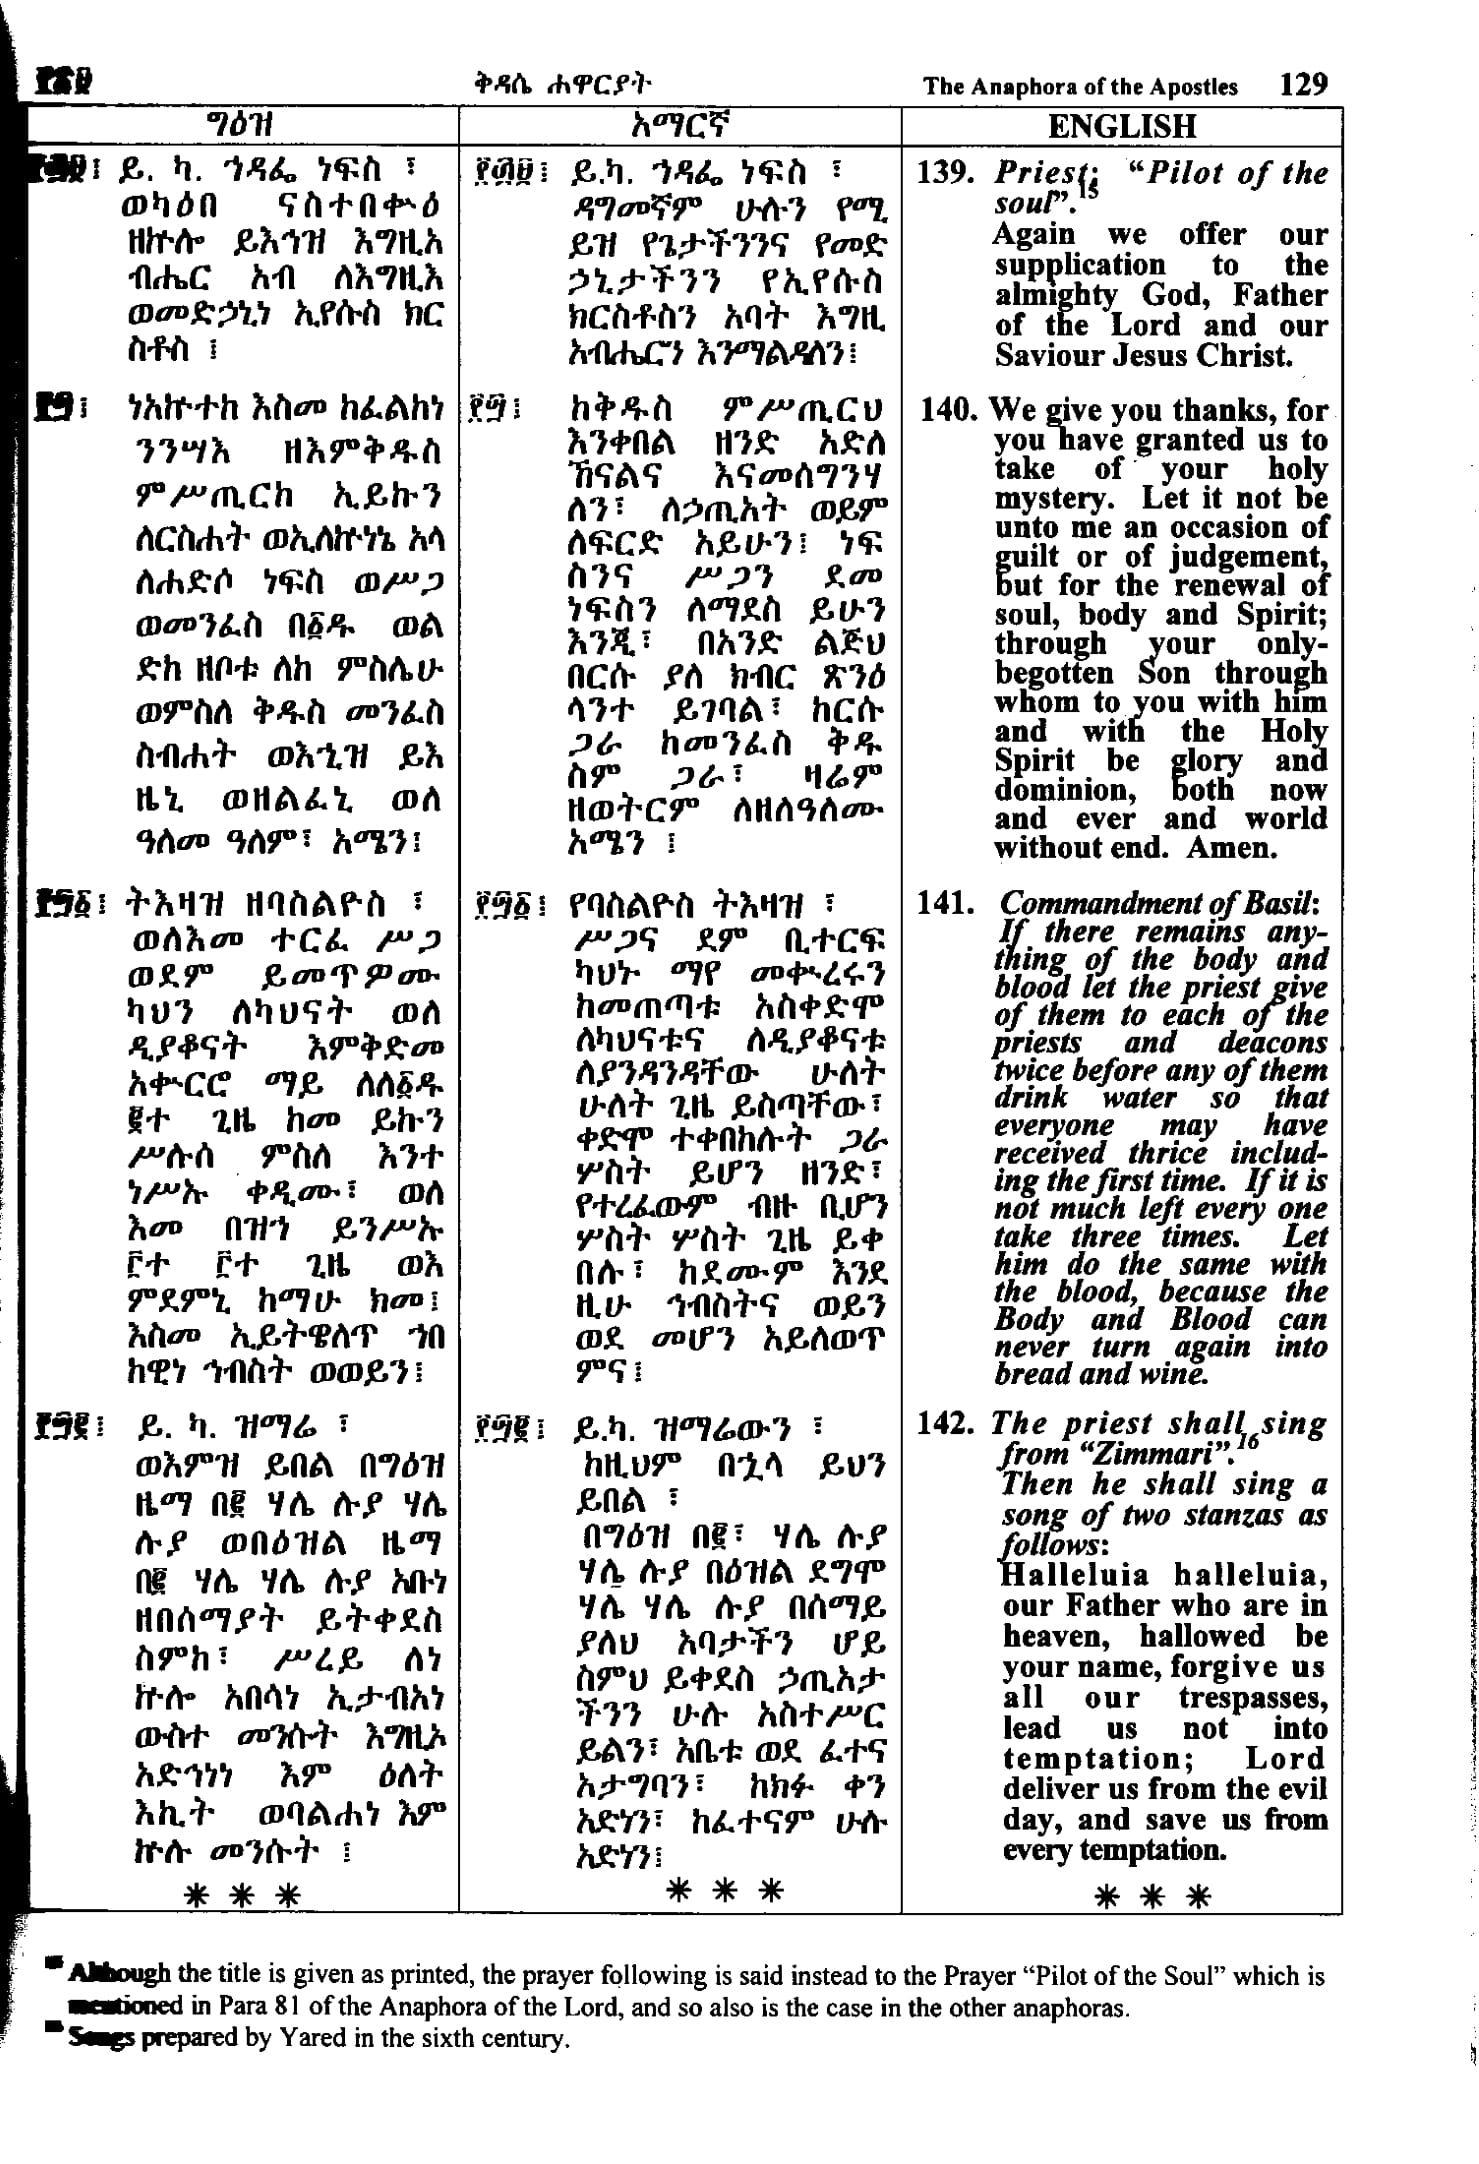 ቅዳሴ ሐዋርያት
The Anaphora of the Apostles 129
ግዕዝ
ይ. ካ. ኅዳፌ ነፍስ ፣
ወካዕበ ናስተበቍዕ
ዘኵሎ ይእኅዝ እግዚአ
ብሔር አብ ለእግዚእ
ወመድኃኒነ ኢየሱስ ክር
ስቶስ ፤
ነአኵተከ እስመ ከፈልከነ
ንንሣእ ዘእምቅዱስ
ምሥጢርከ ኢይኩን
ለርስሐት ወኢለኵነኔ አላ
ለሐድሶ ነፍስ ወሥጋ
ወመንፈስ በ፩ዱ ወል
ድከ ዘቦቱ ለከ ምስሌሁ
ወምስለ ቅዱስ መንፈስ
ስብሐት ወእኂዝ ይእ
ዜኒ ወዘልፈኒ ወለ
ዓለመ ዓለም፣ አሜን፤
፻፵፩፤ ትእዛዝ ዘባስልዮስ ፣
ወለእመ ተርፈ ሥጋ
ወደም ይመጥዎሙ
ካህን ለካህናት ወለ
ዲያቆናት እምቅድመ
አቍርሮ ማይ ለለ፩ዱ
፪ተ ጊዜ ከመ ይኩን
ሥሉሰ ምስለ እንተ
ነሥኡ ቀዲሙ፣ ወለ
እመ በዝኀ ይንሥኡ
፫ተ ፫ተ ጊዜ ወእ
ምደምኒ ከማሁ ክመ፤
እስመ ኢይትዌለጥ ኀበ
ከዊነ ኅብስት ወወይን፤
፻፵፪፤ ይ. ካ. ዝማሬ ፣
ወእምዝ ይበል በግዕዝ
ዜማ በ፪ ሃሌ ሉያ ሃሌ
ሉያ ወበዕዝል ዜማ
በ፪ ሃሌ ሃሌ ሉያ አቡነ
ዘበሰማያት ይትቀደስ
ስምከ፣ ሥረይ ለነ
ኵሎ አበሳነ ኢታብአነ
ውስተ መንሱት እግዚኦ
አድኅነነ እም ዕለት
እኪት ወባልሐነ እም
ኵሉ መንሱት ፤
* * *
አማርኛ
፻፴፱፤ ይ.ካ. ኅዳፌ ነፍስ ፣
ዳግመኛም ሁሉን የሚ
ይዝ የጌታችንንና የመድ
ኃኒታችንን የኢየሱስ
ክርስቶስን አባት እግዚ
አብሔርን እንማልዳለን፤
፻፵፤ ከቅዱስ ምሥጢርህ
እንቀበል ዘንድ አድለ
ኸናልና እናመሰግንሃ
ለን፣ ለኃጢአት ወይም
ለፍርድ አይሁን፤ ነፍ
ስንና ሥጋን ደመ
ነፍስን ለማደስ ይሁን
እንጂ፣ በአንድ ልጅህ
በርሱ ያለ ክብር ጽንዕ
ላንተ ይገባል፣ ከርሱ
ጋራ ከመንፈስ ቅዱ
ስም ጋራ፣ ዛሬም
ዘወትርም ለዘለዓለሙ
አሜን ፤
፻፵፩፤ የባስልዮስ ትእዛዝ ፣
ሥጋና ደም ቢተርፍ
ካህኑ ማየ መቍረሩን
ከመጠጣቱ አስቀድሞ
ለካህናቱና ለዲያቆናቱ
ለያንዳንዳቸው ሁለት
ሁለት ጊዜ ይስጣቸው፣
ቀድሞ ተቀበከሉት ጋራ
ሦስት ይሆን ዘንድ፣
የተረፈውም ብዙ ቢሆን
ሦስት ሦስት ጊዜ ይቀ
በሉ፣ ከደሙም እንደ
ዚሁ ኅብስትና ወይን
ወደ መሆን አይለወጥ
ምና፤
፻፵፪፤ ይ.ካ. ዝማሬውን ፣
ከዚህም በኋላ ይህን
ይበል ፣
በግዕዝ በ፪፣ ሃሌ ሉያ
ሃሌ ሉያ በዕዝል ደግሞ
ሃሌ ሃሌ ሉያ በሰማይ
ያለህ አባታችን ሆይ
ስምህ ይቀደስ ኃጢአታ
ችንን ሁሉ አስተሥር
ይልን፣ አቤቱ ወደ ፈተና
አታግባን፣ ከክፉ ቀን
አድሃን፣ ከፈተናም ሁሉ
አድሃን፤
* * *
ENGLISH
139. Priest; “Pilot of the
soul”.15
Again we offer our
supplication to the
almighty God, Father
of the Lord and our
Saviour Jesus Christ.
140. We give you thanks, for
you have granted us to
take of your holy
mystery. Let it not be
unto me an occasion of
guilt or of judgement,
but for the renewal of
soul, body and Spirit;
through your only-
begotten Son through
whom to you with him
and with the Holy
Spirit be glory and
dominion, both now
and ever and world
without end. Amen.
141. Commandment of Basil:
If there remains any-
thing of the body and
blood let the priest give
of them to each of the
priests and deacons
twice before any of them
drink water so that
everyone may have
received thrice includ-
ing the first time. If it is
not much left every one
take three times. Let
him do the same with
the blood, because the
Body and Blood can
never turn again into
bread and wine.
142. The priest shall sing
from “Zimmari”.16
Then he shall sing a
song of two stanzas as
follows:
Halleluia halleluia,
our Father who are in
heaven, hallowed be
your name, forgive us
all our trespasses,
lead us not into
temptation; Lord
deliver us from the evil
day, and save us from
every temptation.
* * *
Although the title is given as printed, the prayer following is said instead to the Prayer “Pilot of the Soul” which is
mentioned in Para 81 of the Anaphora of the Lord, and so also is the case in the other anaphoras.
Songs prepared by Yared in the sixth century.